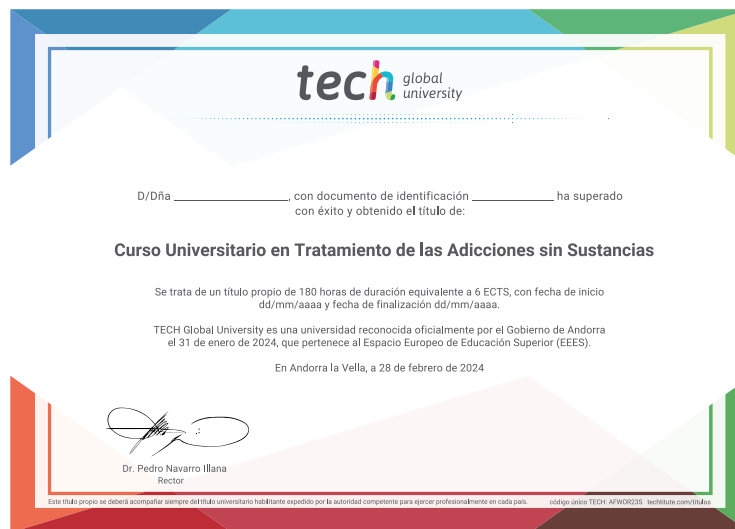 tech global university
D/Dña ________________, con documento de identificación ____________ ha superado
con éxito y obtenido el título de:
Curso Universitario en Tratamiento de las Adicciones sin Sustancias
Se trata de un título propio de 180 horas de duración equivalente a 6 ECTS, con fecha de inicio
dd/mm/aaaa y fecha de finalización dd/mm/aaaa.
TECH Global University es una universidad reconocida oficialmente por el Gobierno de Andorra
el 31 de enero de 2024, que pertenece al Espacio Europeo de Educación Superior (EEES).
En Andorra la Vella, a 28 de febrero de 2024
Dr. Pedro Navarro Illana
Rector
Este título propio se deberá acompañar siempre del título universitario habilitante expedido por la autoridad competente para ejercer profesionalmente en cada país. código único TECH: AFWOR23S techtitute.com/titulos